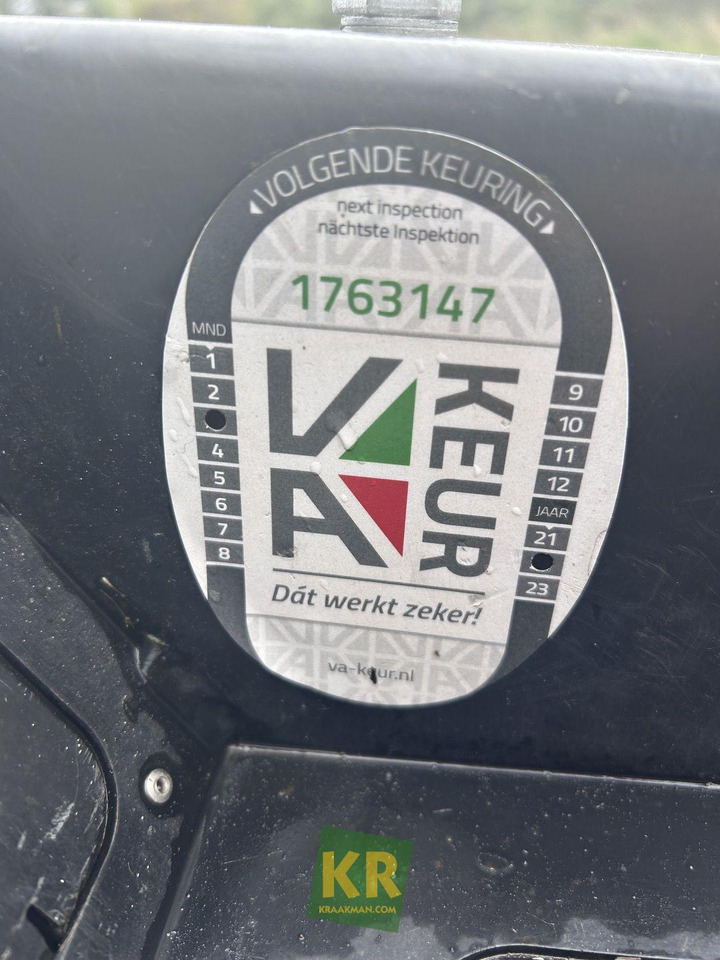 VOLGENDE KEURING
next inspection
nächtste Inspektion
1763147
MND
1
2
4
5
6
7
8
VA
KEUR
9
10
11
12
JAAR
21
23
Dát werkt zeker!
va-keur.nl
KR
KRAAKMAN.COM